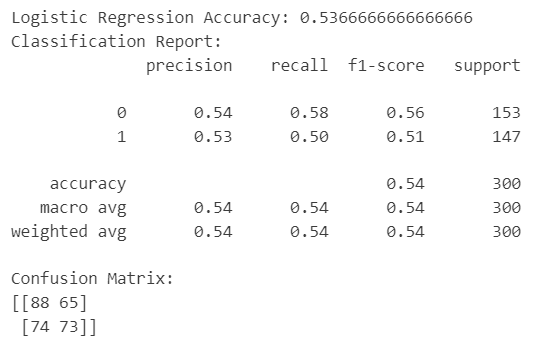 Logistic Regression Accuracy: 0.5366666666666666
Classification Report:
precision recall f1-score support
0 0.54 0.58 0.56 153
1 0.53 0.50 0.51 147
accuracy 0.54 300
macro avg 0.54 0.54 0.54 300
weighted avg 0.54 0.54 0.54 300
Confusion Matrix:
[[88 65]
[74 73]]